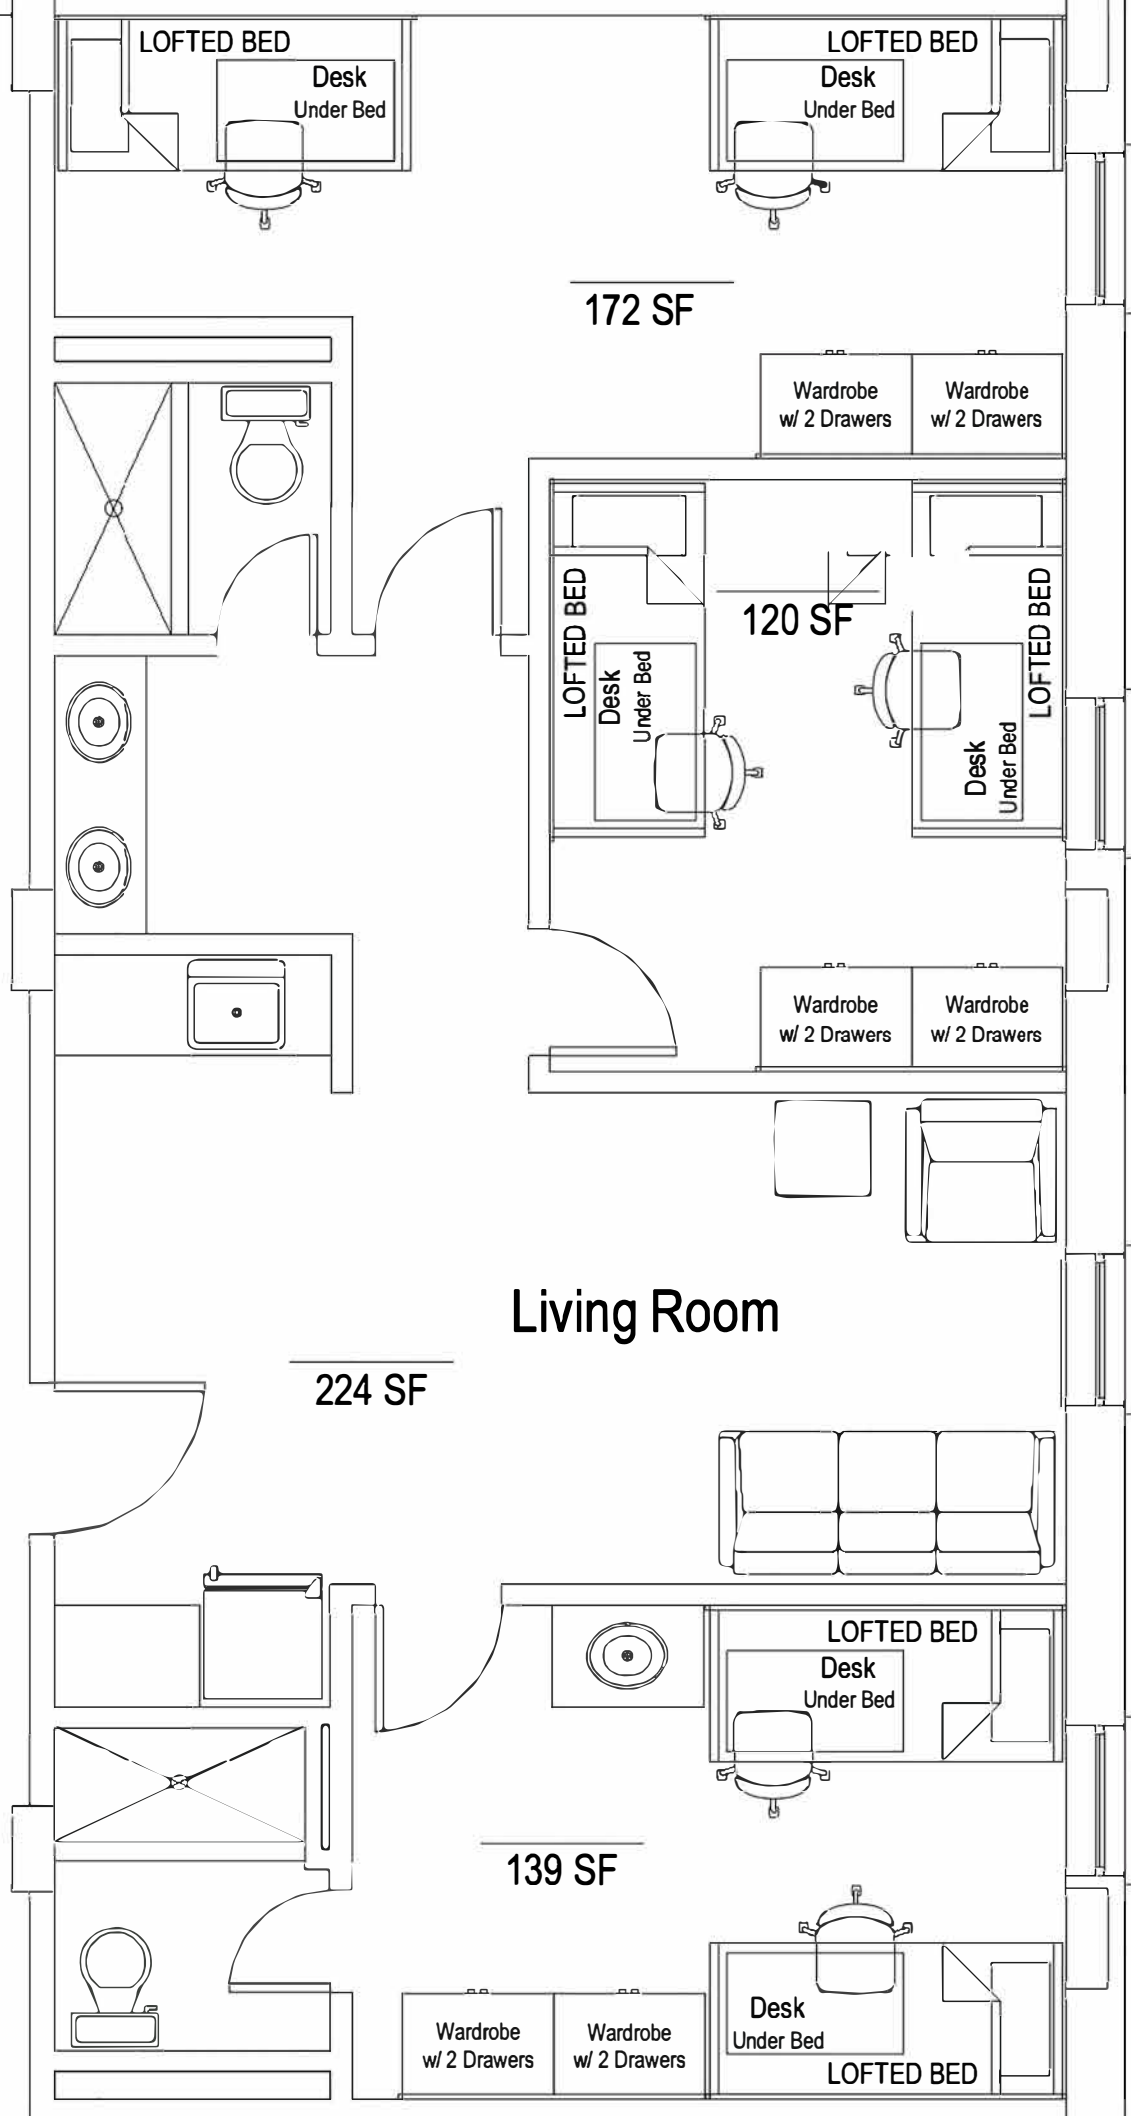 LOFTED BED
Desk
Under Bed
LOFTED BED
Desk
Under Bed
172 SF
Wardrobe
w/ 2 Drawers
Wardrobe
w/ 2 Drawers
LOFTED BED
Desk
Under Bed
120 SF
LOFTED BED
Desk
Under Bed
Wardrobe
w/ 2 Drawers
Wardrobe
w/ 2 Drawers
Living Room
224 SF
LOFTED BED
Desk
Under Bed
139 SF
Wardrobe
w/ 2 Drawers
Wardrobe
w/ 2 Drawers
Desk
Under Bed
LOFTED BED